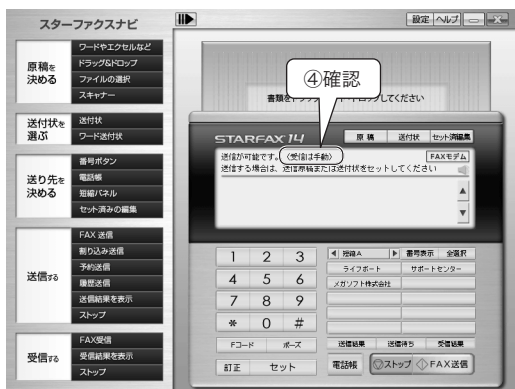 スターファクスナビ
設定 ヘルプ
原稿を
決める
ワードやエクセルなど
ドラッグ&ドロップ
ファイルの選択
スキャナー
送付状を
選ぶ
送付状
ワード送付状
送り先を
決める
番号ボタン
電話帳
短縮パネル
セット済みの編集
送信する
FAX 送信
割り込み送信
予約送信
履歴送信
送信結果を表示
ストップ
受信する
FAX受信
受信結果を表示
ストップ
④確認
書類を
してください
STARFAX 14
原 稿 送付状 セット済編集
送信が可能です。〈受信は手動〉
FAXモデム
送信する場合は、送信原稿または送付状をセットしてください
1 2 3
4 5 6
7 8 9
* 0 #
Fコード ポーズ
訂正 セット
短縮A 番号表示 全選択
ライフボート サポートセンター
メガソフト株式会社
送信結果 送信待ち 受信結果
電話帳 ストップ FAX送信